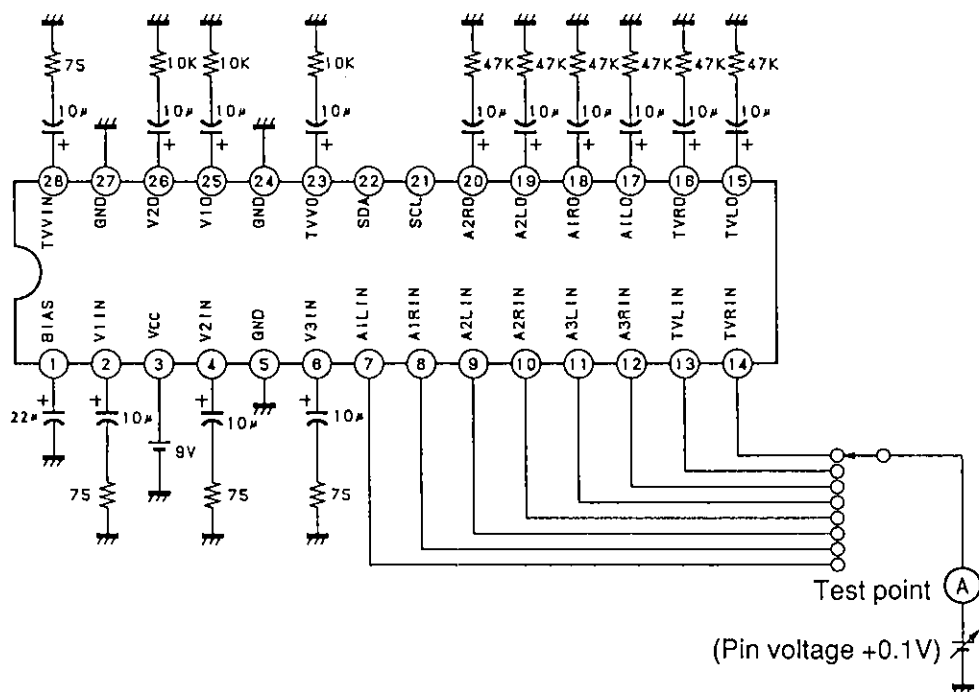 75 10K 10K 10K 47K 47K 47K 47K 47K 47K
10μ 10μ 10μ 10μ 10μ 10μ 10μ 10μ 10μ 10μ
+ + + + + + + + + +
28 27 26 25 24 23 22 21 20 19 18 17 16 15
TVVIN GND V2O V1O GND TVVO SDA SCL A2RO A2LO A1RO A1LO TVRO TVLO
BIAS V1IN VCC V2IN GND V3IN A1LIN A1RIN A2LIN A2RIN A3LIN A3RIN TVLIN TVRIN
1 2 3 4 5 6 7 8 9 10 11 12 13 14
+ + + +
22μ 10μ 10μ 10μ
9V
75 75 75
A
Test point
(Pin voltage +0.1V)